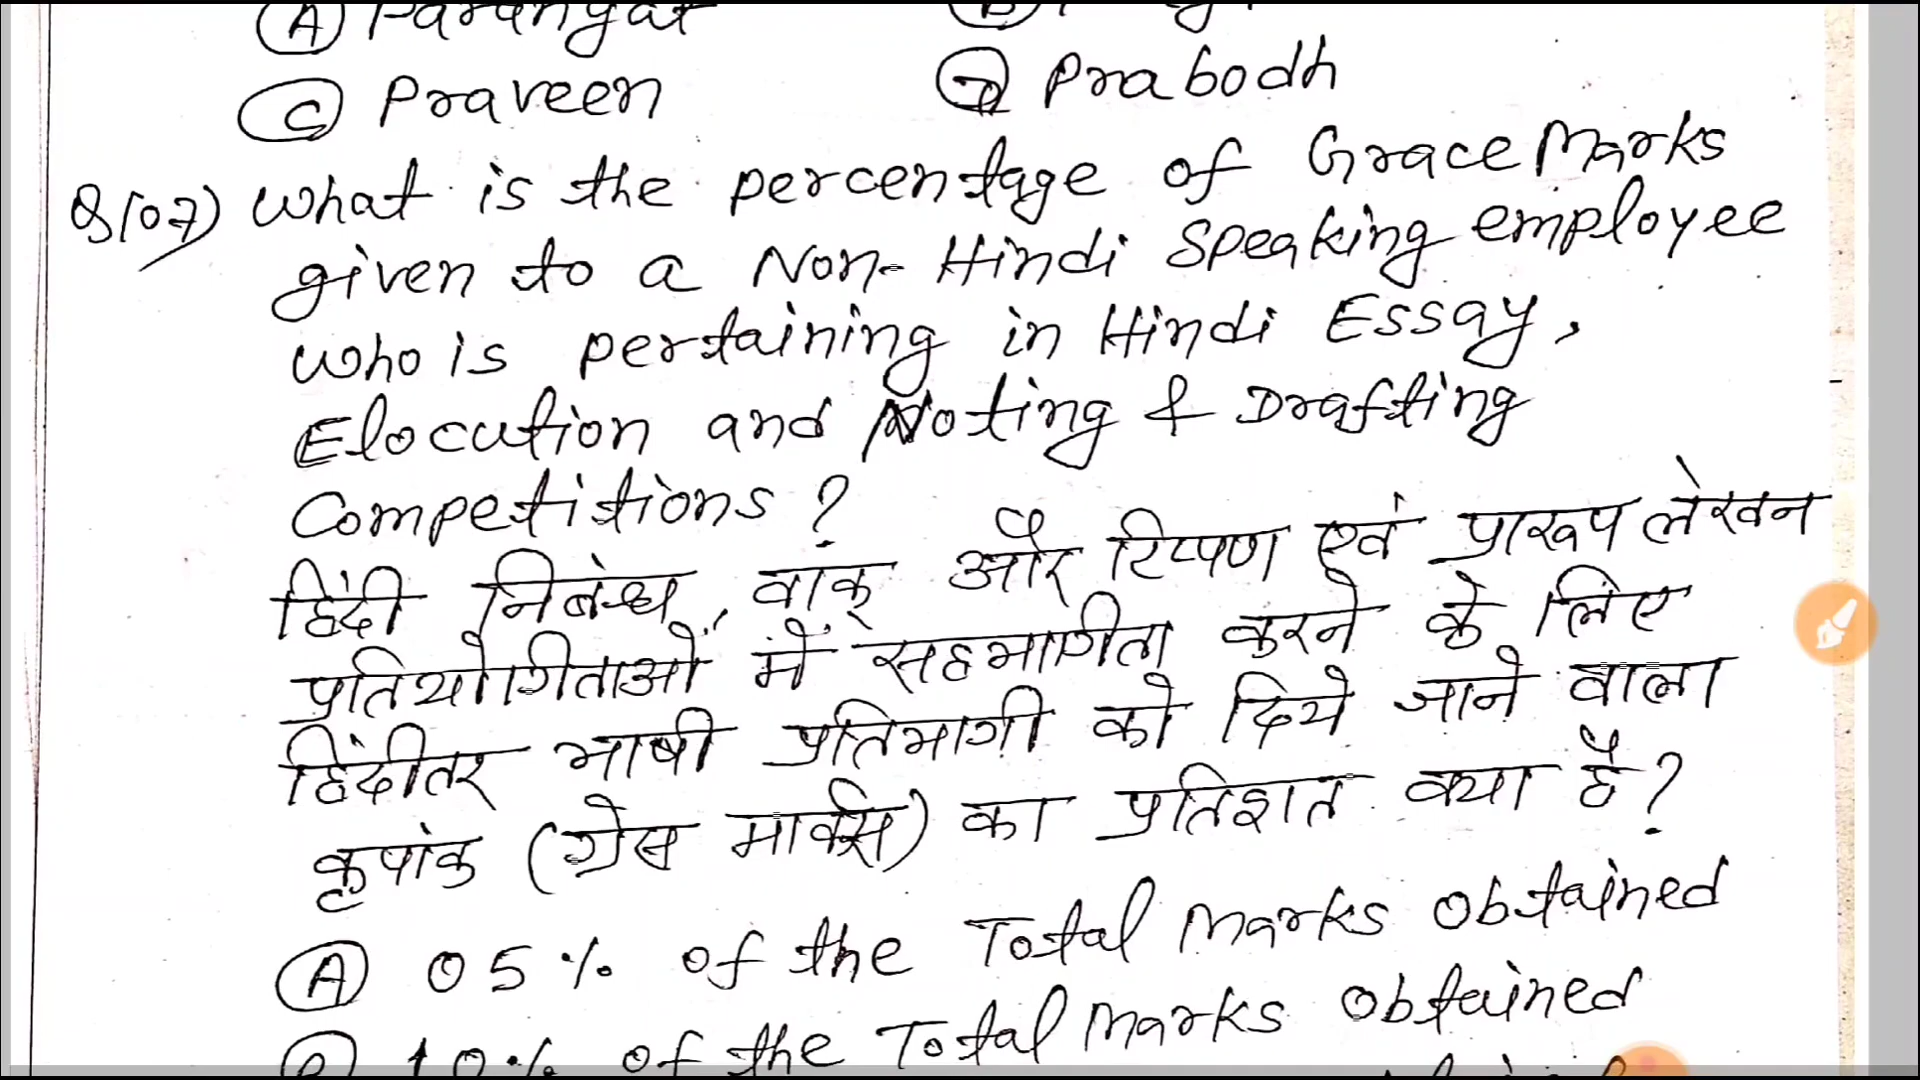 (A) Parangat (B)
(C) Praveen (D) Prabodh
Q(07) What is the percentage of Grace Marks
given to a Non-Hindi Speaking employee
who is pertaining in Hindi Essay,
Elocution and Noting & Drafting
Competitions?
हिंदी निबंध, वाक् और टिप्पण एवं प्रारूप लेखन
प्रतियोगिताओं में सहभागिता करने के लिए
हिंदीतर भाषी प्रतिभागी को दिये जाने वाला
कृपांक (ग्रेस मार्क्स) का प्रतिशत क्या है?
(A) 05% of the Total Marks Obtained
(B) 10% of the Total Marks Obtained